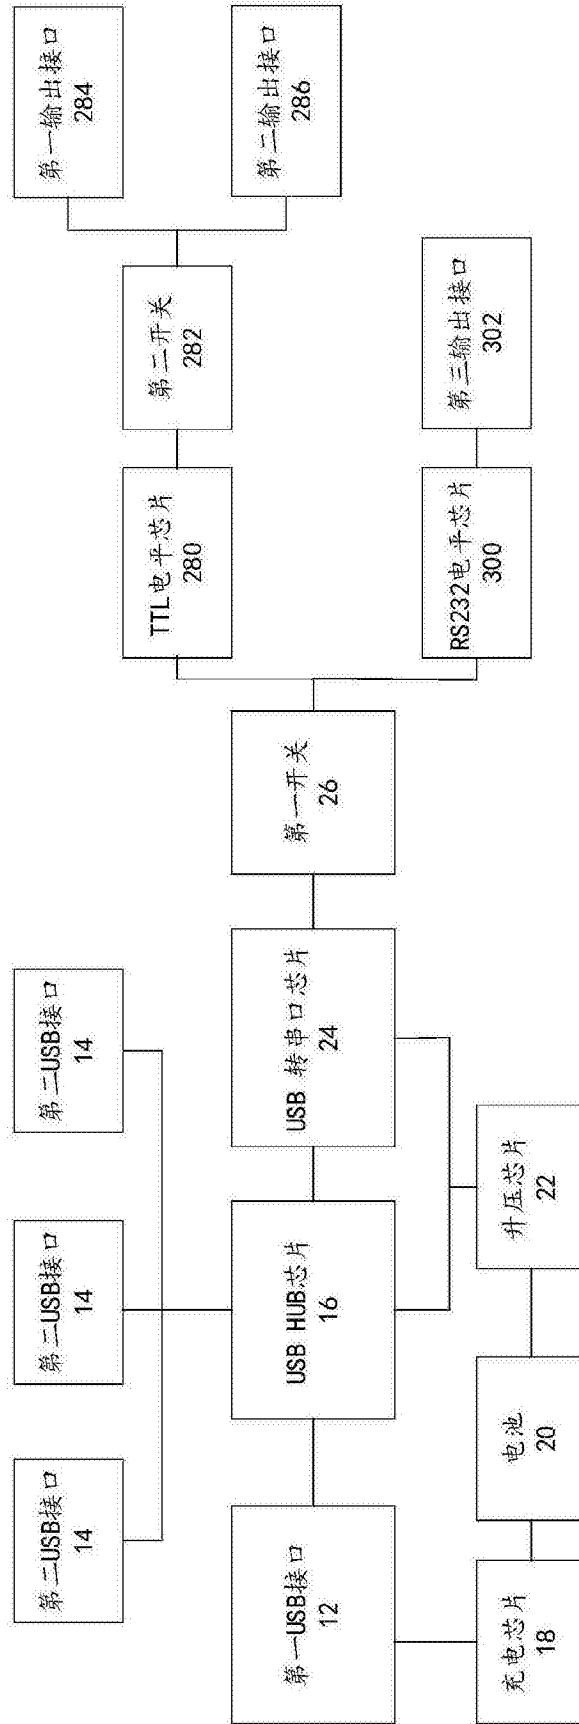 第一输出接口
284
第二输出接口
286
第二开关
282
第三输出接口
302
TTL电平芯片
280
RS232电平芯片
300
第一开关
26
第二USB接口
14
USB 转串口芯片
24
升压芯片
22
第二USB接口
14
USB HUB芯片
16
电池
20
第二USB接口
14
第一USB接口
12
充电芯片
18